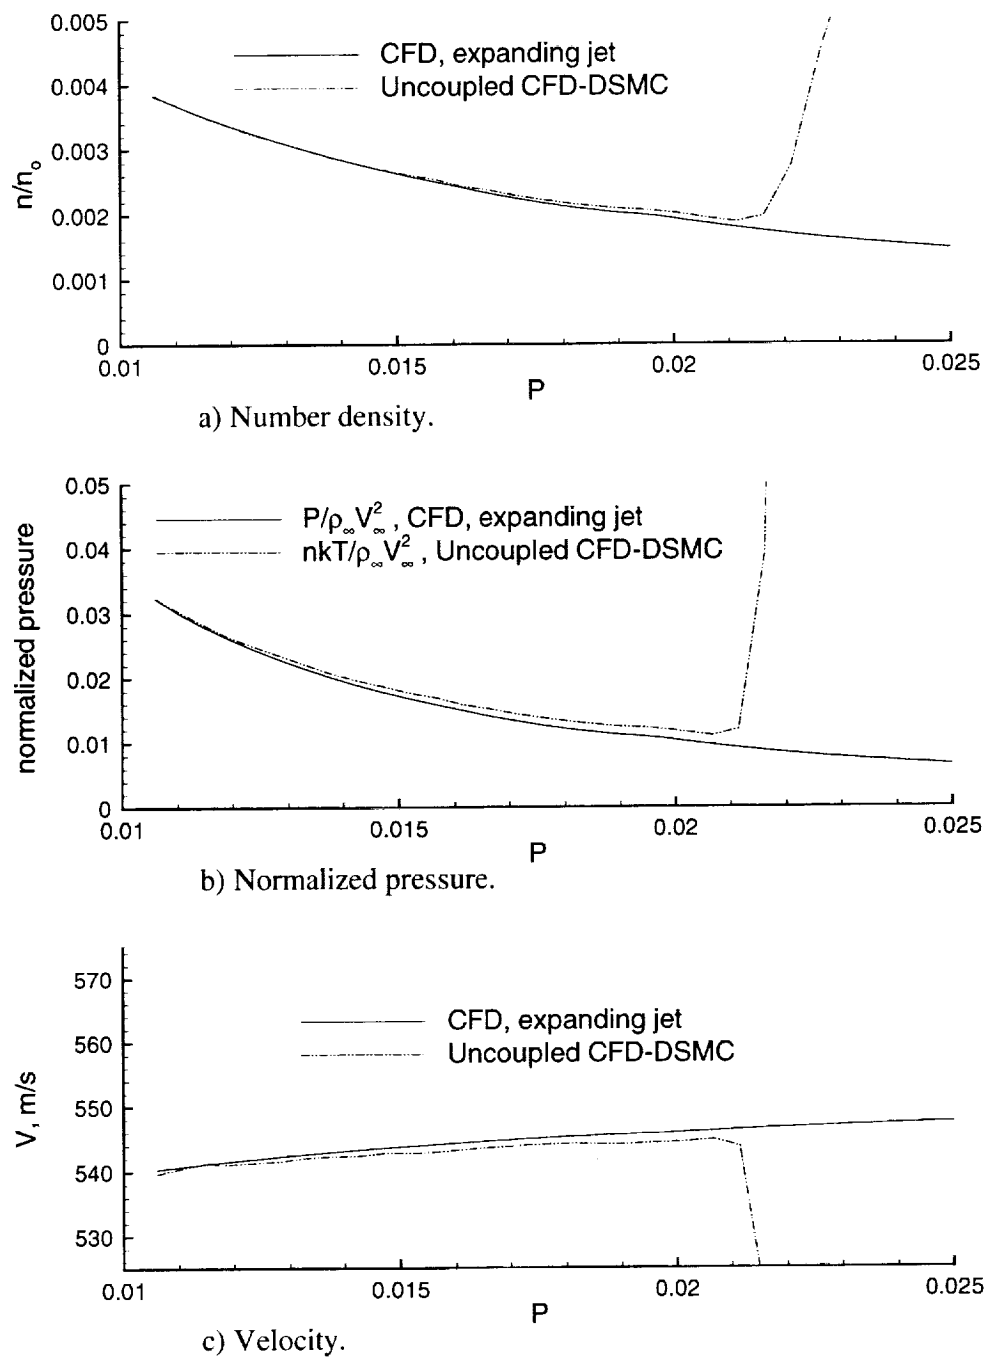 0.005
CFD, expanding jet
Uncoupled CFD-DSMC
0.004
0.003
n/nₒ
0.002
0.001
0
0.01
0.015
0.02
0.025
P
a) Number density.
0.05
P/ρ∞V²∞ , CFD, expanding jet
nkT/ρ∞V²∞ , Uncoupled CFD-DSMC
0.04
0.03
normalized pressure
0.02
0.01
0
0.01
0.015
0.02
0.025
P
b) Normalized pressure.
570
CFD, expanding jet
Uncoupled CFD-DSMC
560
V, m/s
550
540
530
0.01
0.015
0.02
0.025
P
c) Velocity.